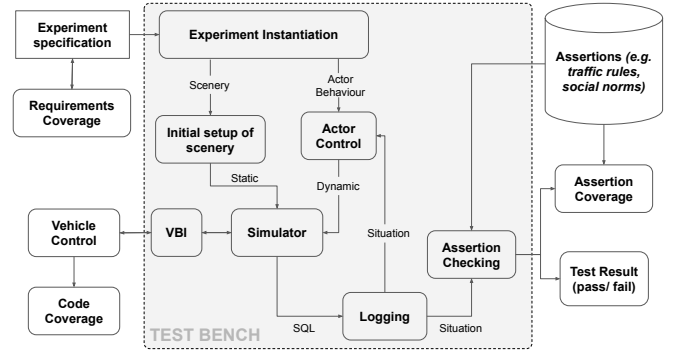 Experiment
specification
Experiment Instantiation
Assertions (e.g.
traffic rules,
social norms)
Scenery
Actor
Behaviour
Requirements
Coverage
Initial setup of
scenery
Actor
Control
Static
Dynamic
Assertion
Coverage
Vehicle
Control
VBI
Simulator
Situation
Assertion
Checking
Test Result
(pass/ fail)
Code
Coverage
TEST BENCH
SQL
Logging
Situation